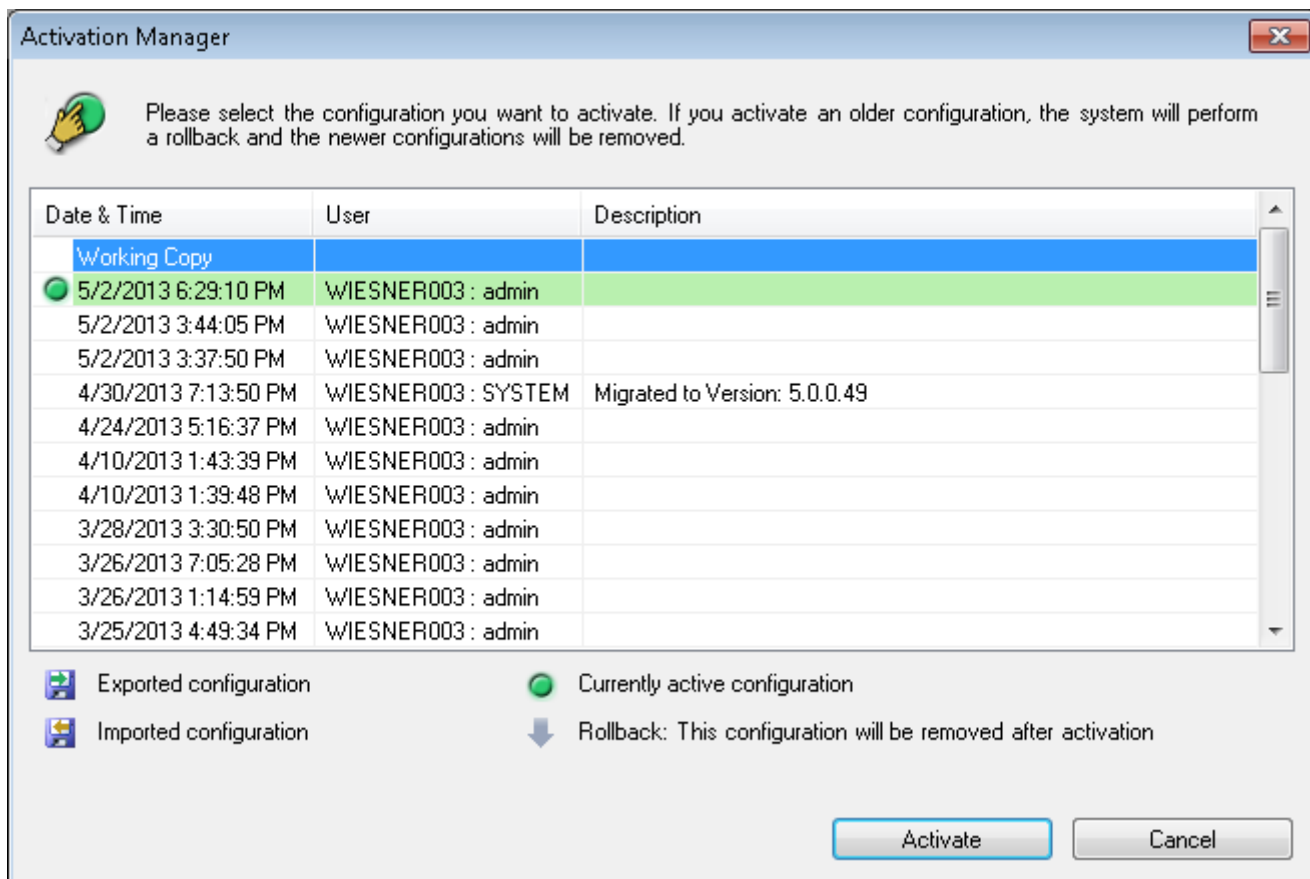 Activation Manager
Please select the configuration you want to activate. If you activate an older configuration, the system will perform
a rollback and the newer configurations will be removed.
Date & Time User Description
Working Copy
5/2/2013 6:29:10 PM WIESNER003 : admin
5/2/2013 3:44:05 PM WIESNER003 : admin
5/2/2013 3:37:50 PM WIESNER003 : admin
4/30/2013 7:13:50 PM WIESNER003 : SYSTEM Migrated to Version: 5.0.0.49
4/24/2013 5:16:37 PM WIESNER003 : admin
4/10/2013 1:43:39 PM WIESNER003 : admin
4/10/2013 1:39:48 PM WIESNER003 : admin
3/28/2013 3:30:50 PM WIESNER003 : admin
3/26/2013 7:05:28 PM WIESNER003 : admin
3/26/2013 1:14:59 PM WIESNER003 : admin
3/25/2013 4:49:34 PM WIESNER003 : admin
Exported configuration Currently active configuration
Imported configuration Rollback: This configuration will be removed after activation
Activate Cancel